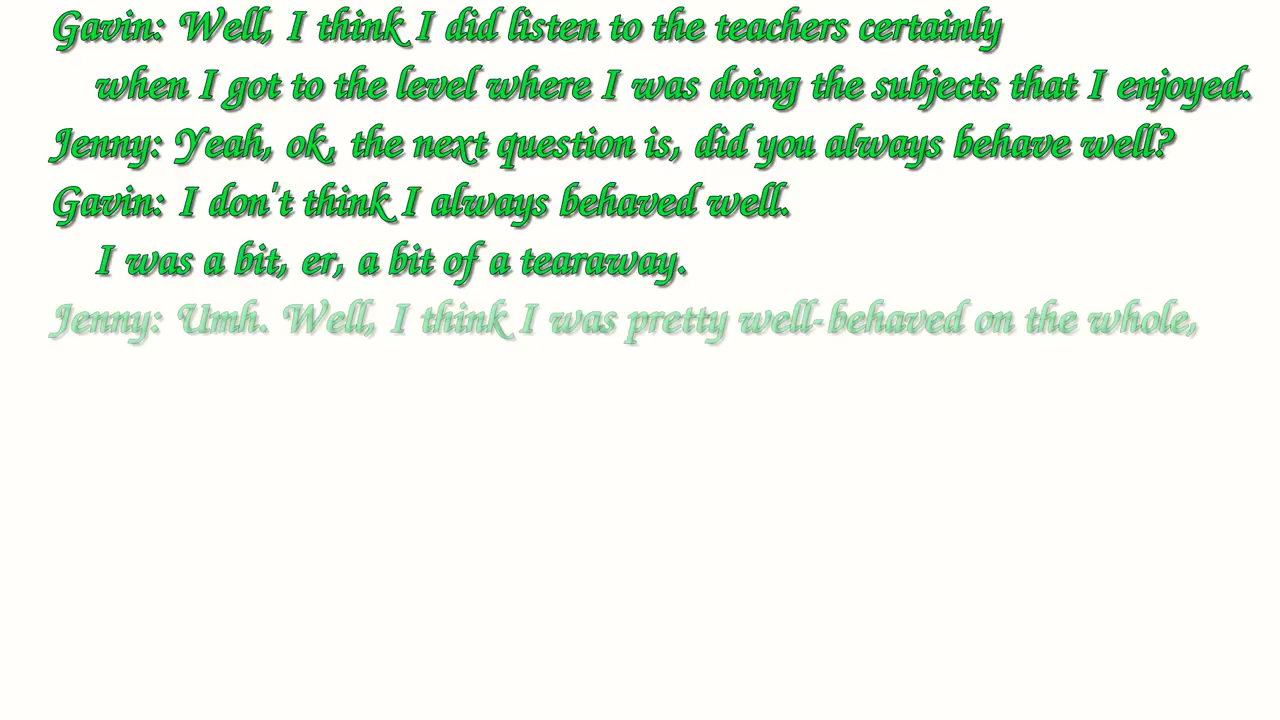 Gavin: Well, I think I did listen to the teachers certainly
when I got to the level where I was doing the subjects that I enjoyed.
Jenny: Yeah, ok, the next question is, did you always behave well?
Gavin: I don't think I always behaved well.
I was a bit, er, a bit of a tearaway.
Jenny: Umh. Well, I think I was pretty well-behaved on the whole,